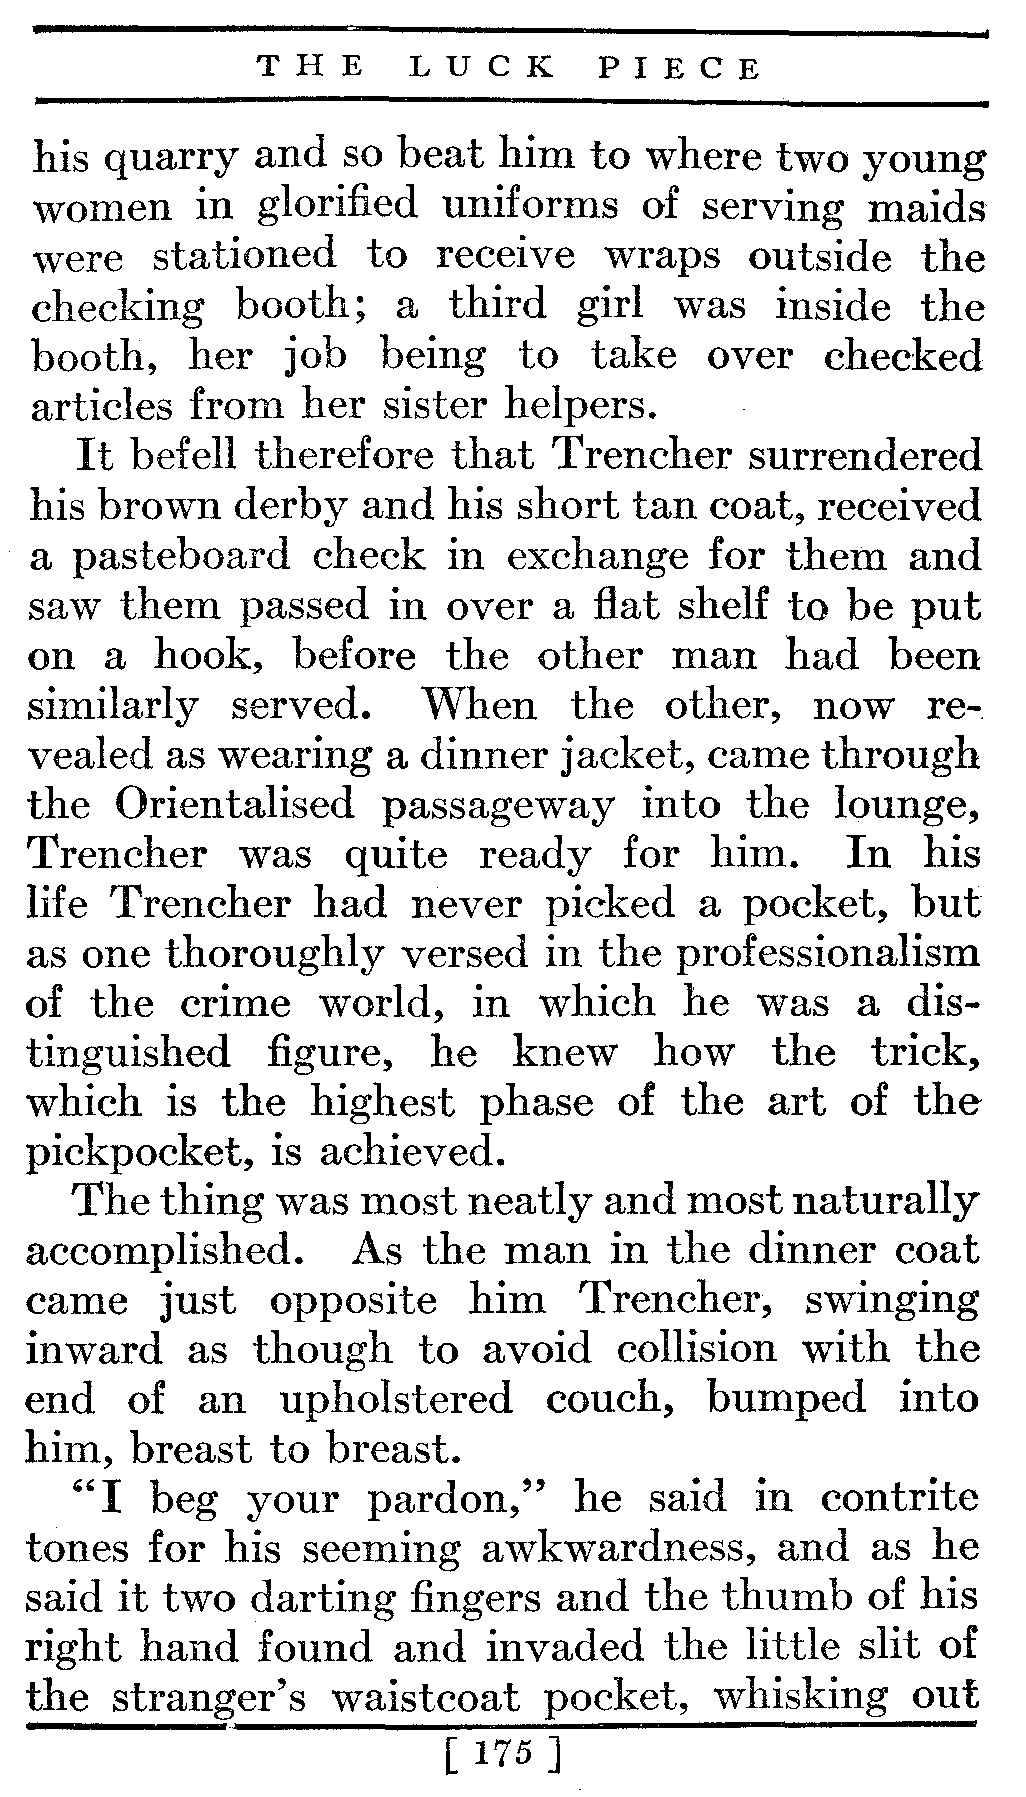 THE LUCK PIECE
his quarry and so beat him to where two young
women in glorified uniforms of serving maids
were stationed to receive wraps outside the
checking booth; a third girl was inside the
booth, her job being to take over checked
articles from her sister helpers.
It befell therefore that Trencher surrendered
his brown derby and his short tan coat, received
a pasteboard check in exchange for them and
saw them passed in over a flat shelf to be put
on a hook, before the other man had been
similarly served. When the other, now re-
vealed as wearing a dinner jacket, came through
the Orientalised passageway into the lounge,
Trencher was quite ready for him. In his
life Trencher had never picked a pocket, but
as one thoroughly versed in the professionalism
of the crime world, in which he was a dis-
tinguished figure, he knew how the trick,
which is the highest phase of the art of the
pickpocket, is achieved.
The thing was most neatly and most naturally
accomplished. As the man in the dinner coat
came just opposite him Trencher, swinging
inward as though to avoid collision with the
end of an upholstered couch, bumped into
him, breast to breast.
“I beg your pardon,” he said in contrite
tones for his seeming awkwardness, and as he
said it two darting fingers and the thumb of his
right hand found and invaded the little slit of
the stranger’s waistcoat pocket, whisking out
[ 175 ]